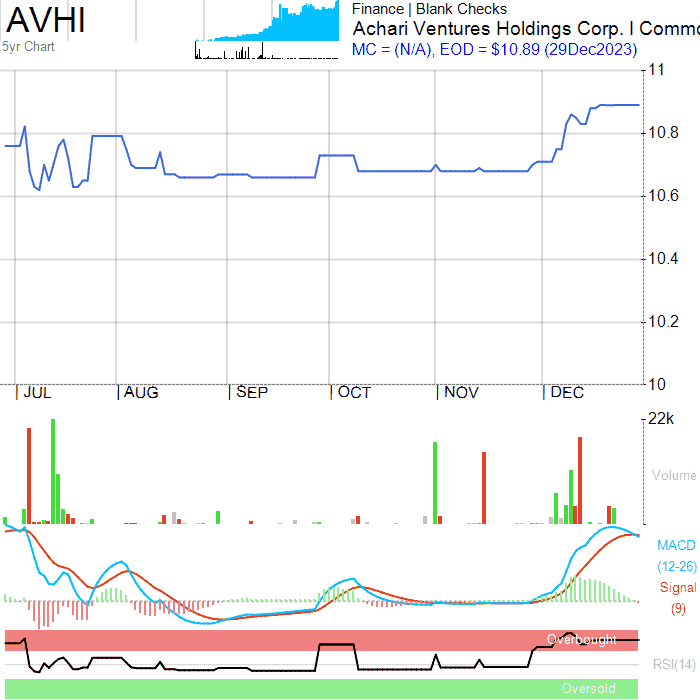 AVHI
5yr Chart
Finance | Blank Checks
Achari Ventures Holdings Corp. I Commo
MC = (N/A), EOD = $10.89 (29Dec2023)
11
10.8
10.6
10.4
10.2
10
JUL AUG SEP OCT NOV DEC
22k
Volume
MACD
(12-26)
Signal
(9)
Overbought
RSI(14)
Oversold